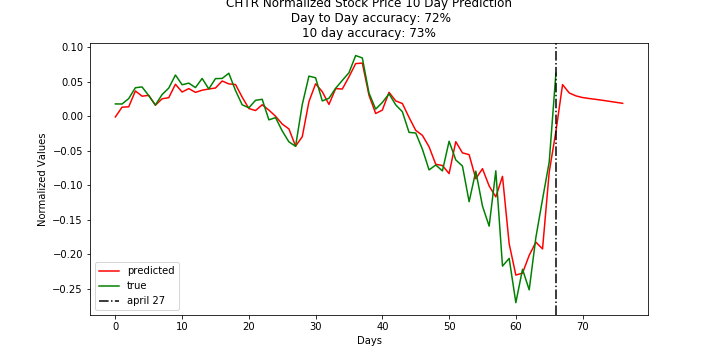 CHTR Normalized Stock Price 10 Day Prediction
Day to Day accuracy: 72%
10 day accuracy: 73%
0.10
0.05
0.00
−0.05
−0.10
−0.15
−0.20
−0.25
Normalized Values
predicted
true
april 27
0
10
20
30
40
50
60
70
Days